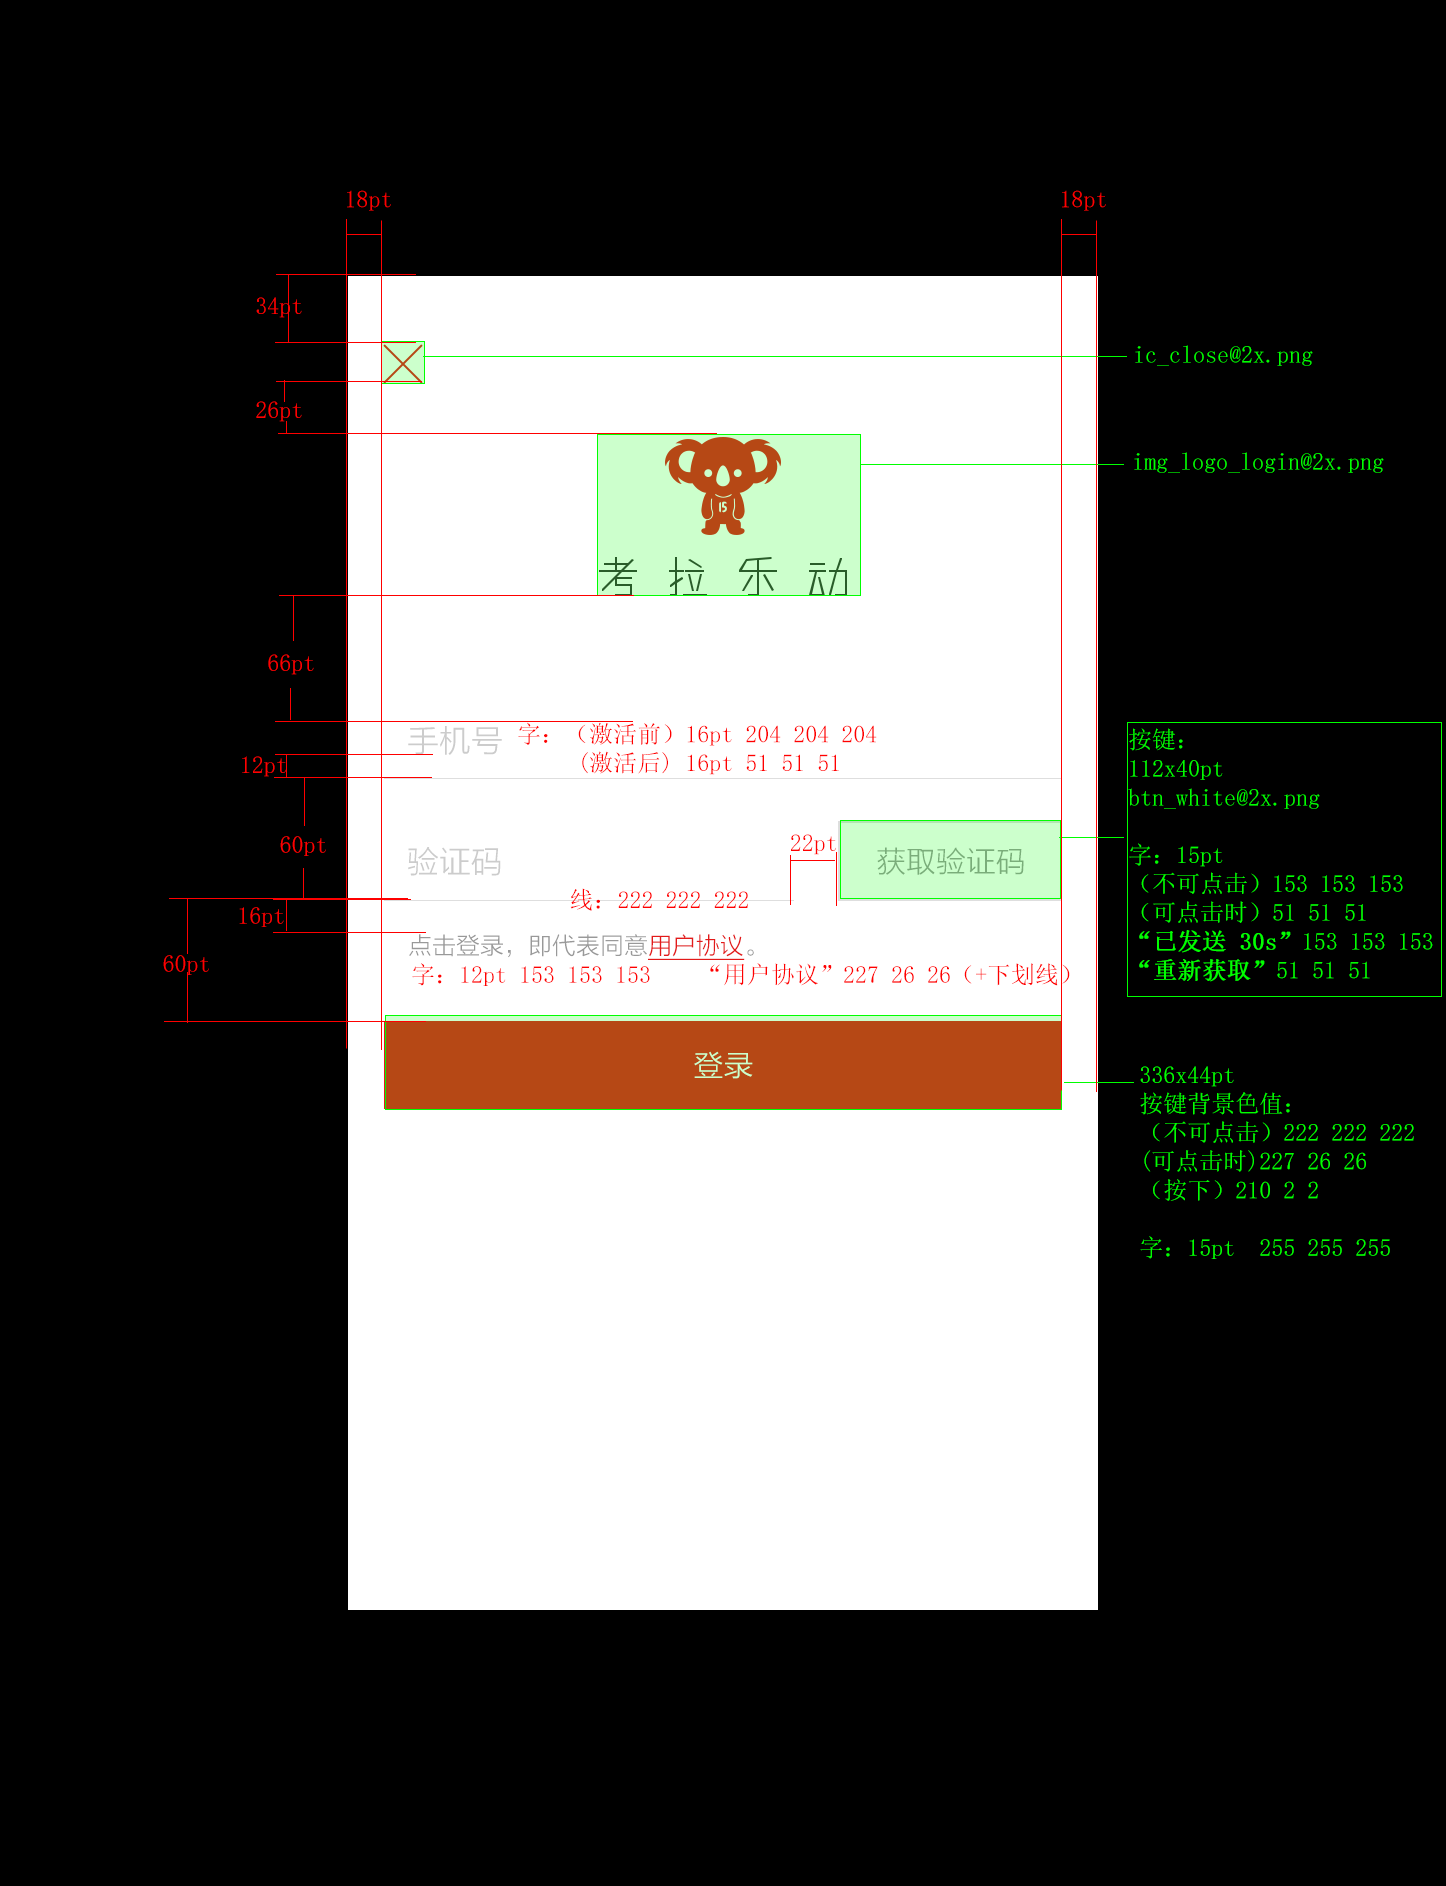 18pt
18pt
34pt
ic_close@2x.png
26pt
img_logo_login@2x.png
15
考拉乐动
66pt
手机号
字：（激活前）16pt 204 204 204
(激活后) 16pt 51 51 51
12pt
按键：
112x40pt
btn_white@2x.png
字：15pt
（不可点击）153 153 153
（可点击时）51 51 51
“已发送 30s”153 153 153
“重新获取”51 51 51
60pt
验证码
22pt
获取验证码
线：222 222 222
16pt
点击登录，即代表同意用户协议。
60pt
字：12pt 153 153 153
“用户协议”227 26 26（+下划线）
登录
336x44pt
按键背景色值：
（不可点击）222 222 222
(可点击时)227 26 26
（按下）210 2 2
字：15pt 255 255 255